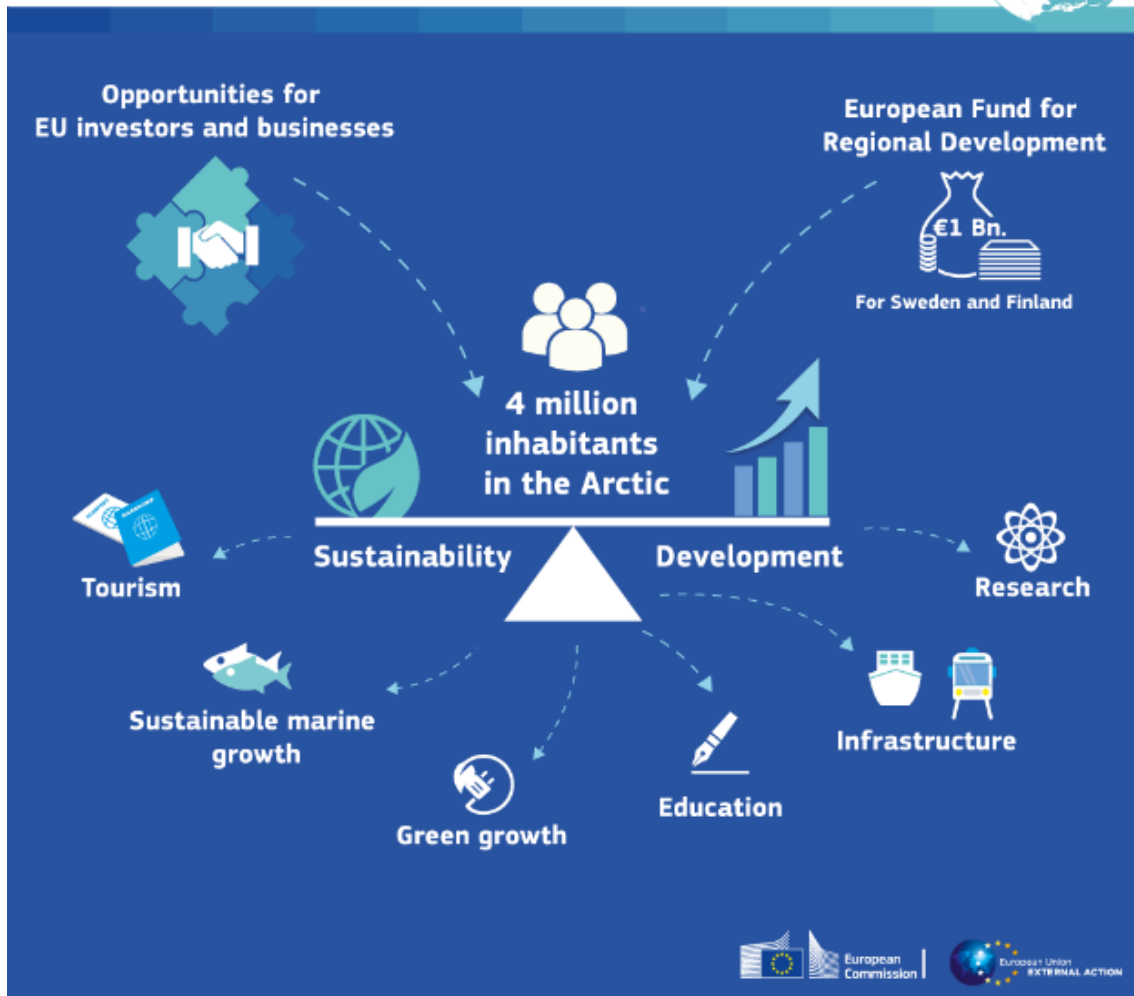 Opportunities for
EU investors and businesses
European Fund for
Regional Development
€1 Bn.
For Sweden and Finland
4 million
inhabitants
in the Arctic
Sustainability
Development
Tourism
Research
Sustainable marine
growth
Infrastructure
Green growth
Education
European
Commission
European Union
EXTERNAL ACTION